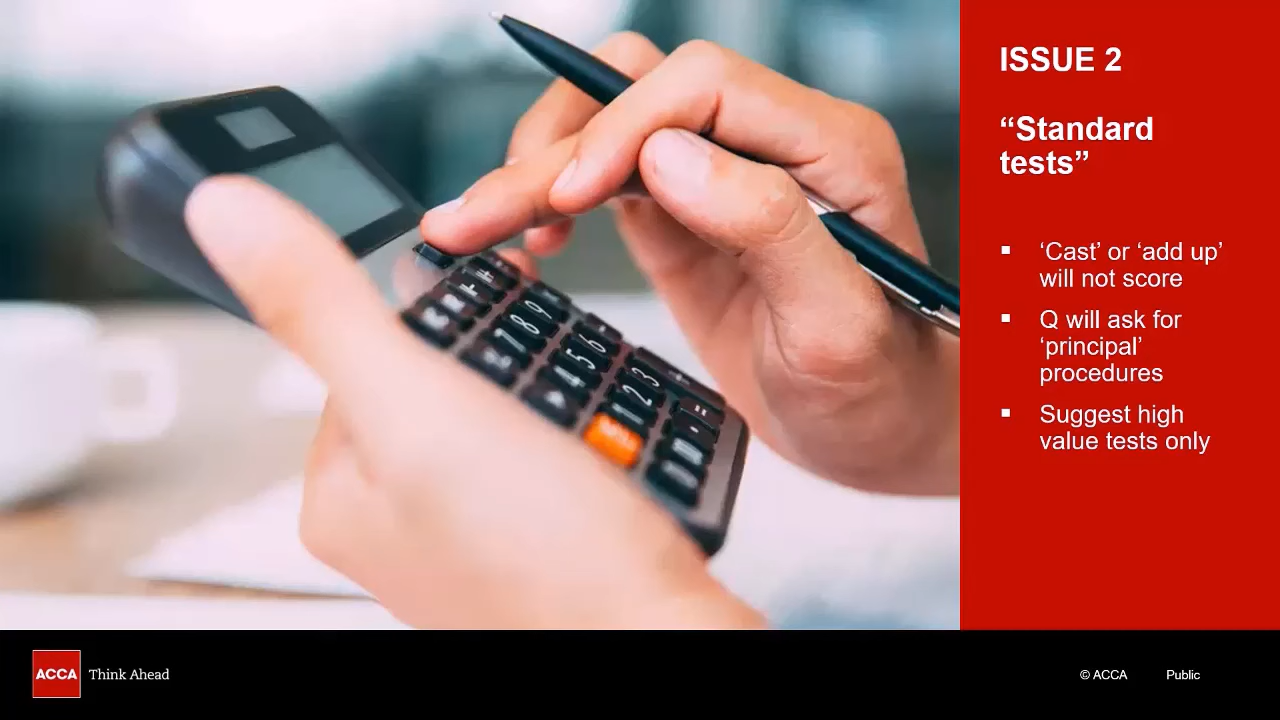 ISSUE 2
“Standard
tests”
▪ ‘Cast’ or ‘add up’
will not score
▪ Q will ask for
‘principal’
procedures
▪ Suggest high
value tests only
ACCA Think Ahead
© ACCA Public